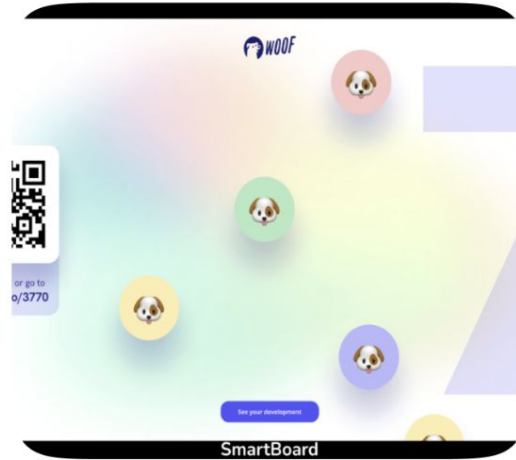 WOOF
or go to
o/3770
See your development
SmartBoard